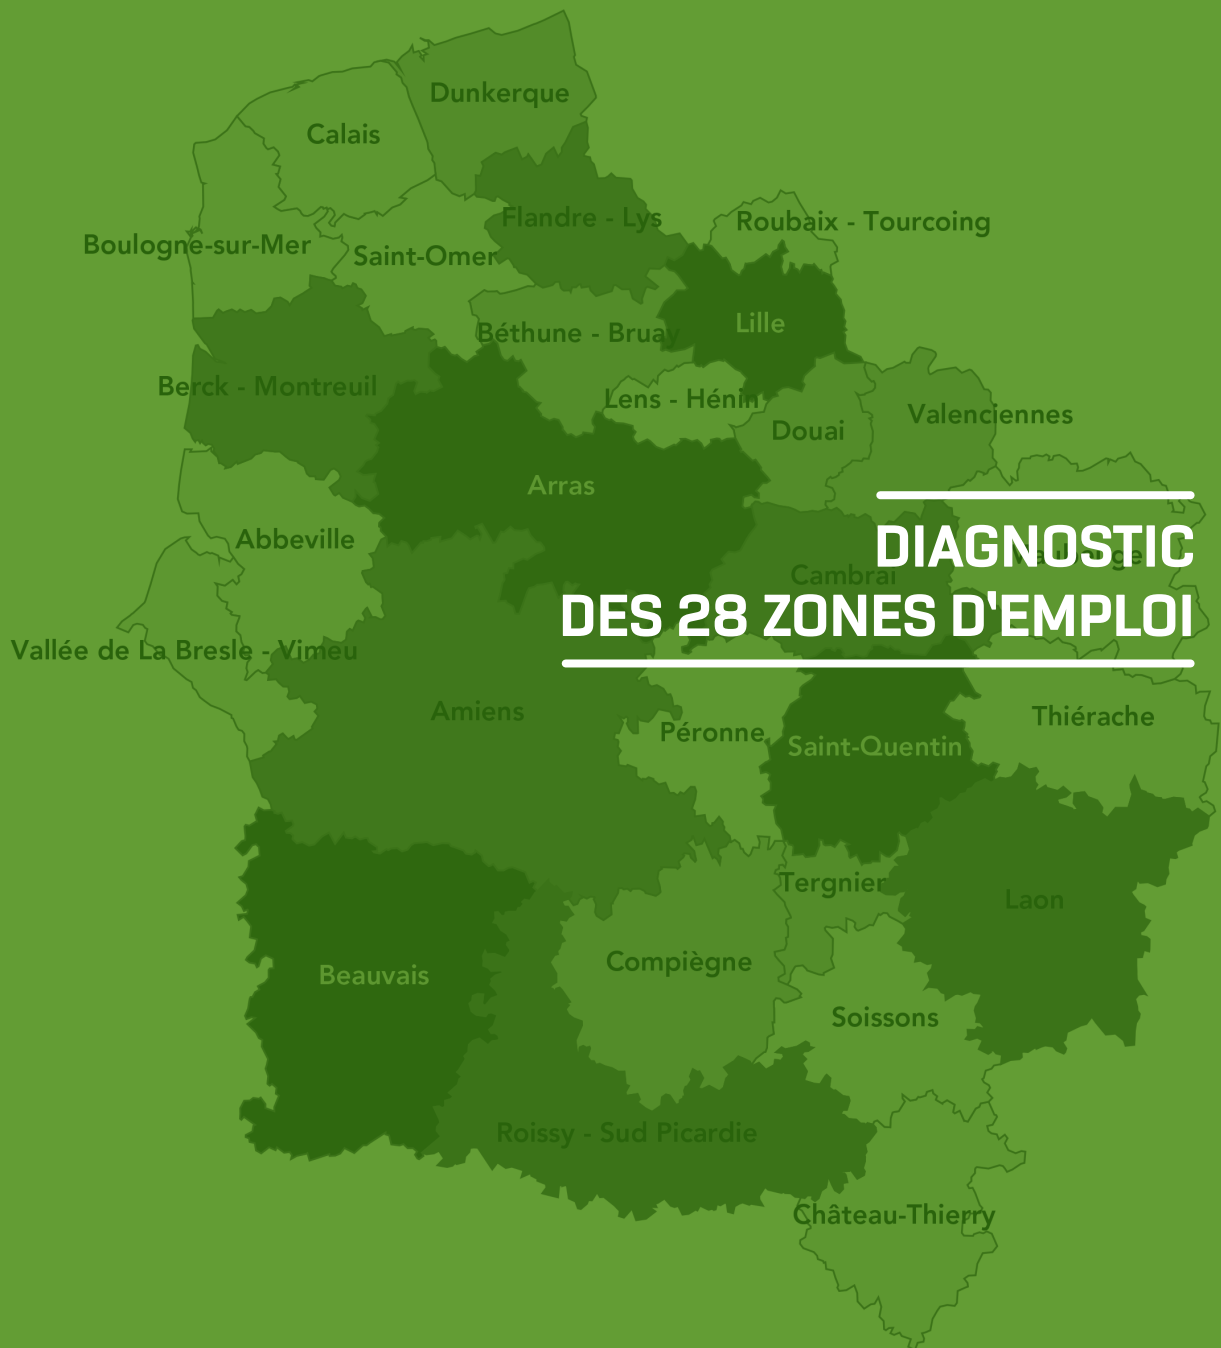 Dunkerque
Calais
Flandre - Lys
Roubaix - Tourcoing
Boulogne-sur-Mer
Saint-Omer
Lille
Béthune - Bruay
Berck - Montreuil
Lens - Hénin
Valenciennes
Douai
Arras
Abbeville
DIAGNOSTIC
Maubeuge
Cambrai
DES 28 ZONES D'EMPLOI
Vallée de La Bresle - Vimeu
Amiens
Péronne
Thiérache
Saint-Quentin
Tergnier
Laon
Compiègne
Beauvais
Soissons
Roissy - Sud Picardie
Château-Thierry